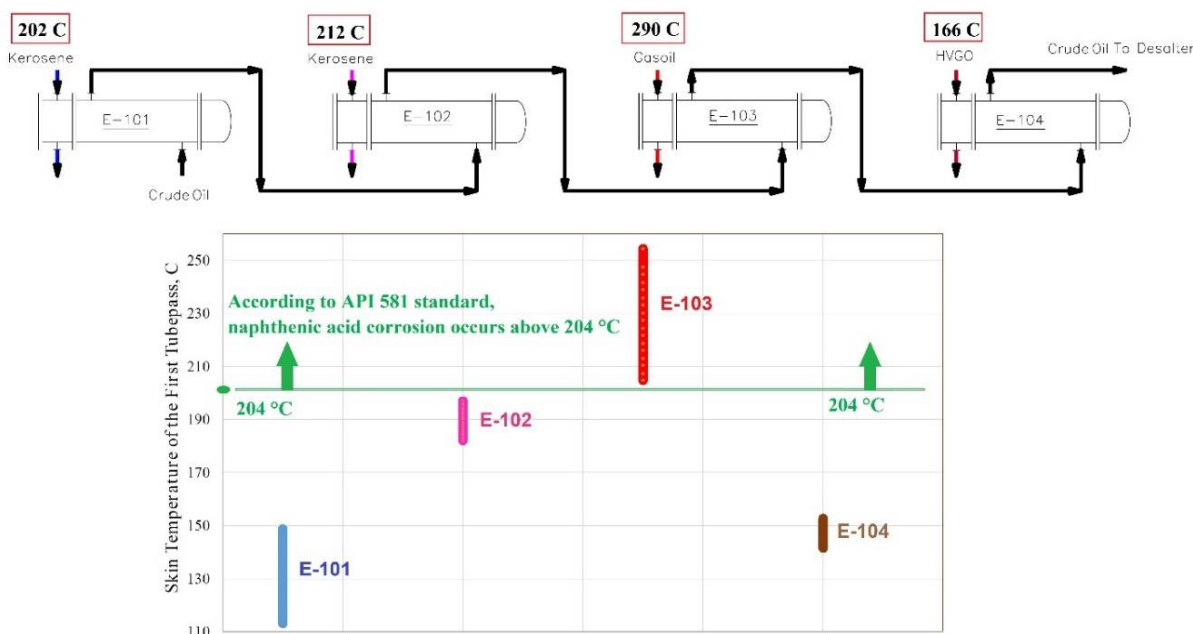 202 C
212 C
290 C
166 C
Kerosene
Kerosene
Gasoil
HVGO
Crude Oil To Desalter
E-101
E-102
E-103
E-104
Crude Oil
Skin Temperature of the First Tubepass, C
250
230
210
190
170
150
130
110
According to API 581 standard,
naphthenic acid corrosion occurs above 204 °C
204 °C
204 °C
E-103
E-102
E-104
E-101